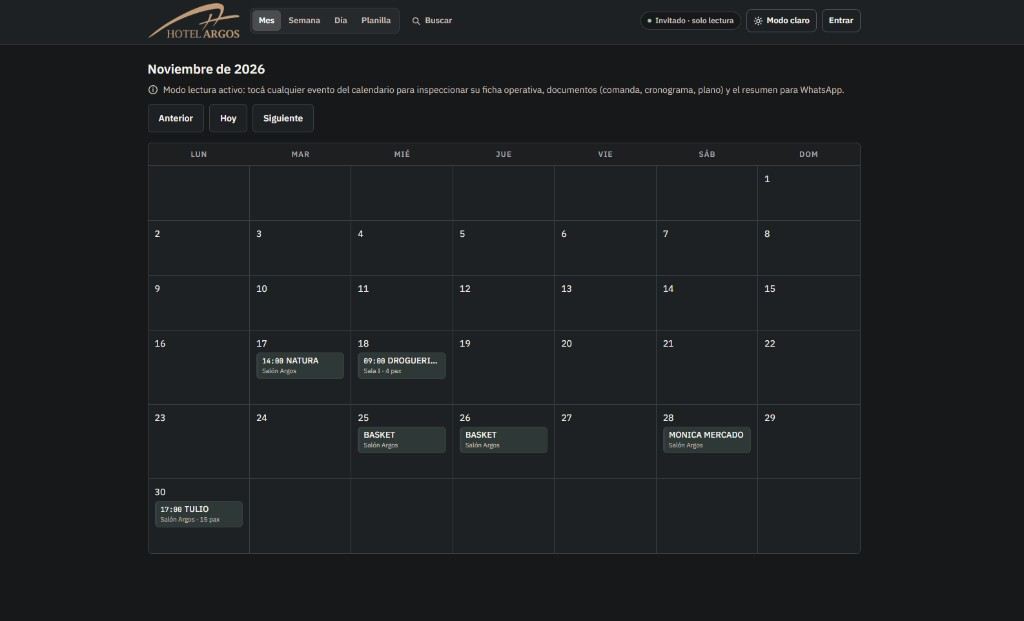 HOTEL ARGOS
Mes Semana Día Planilla Buscar
Invitado · solo lectura Modo claro Entrar
Noviembre de 2026
Modo lectura activo: tocá cualquier evento del calendario para inspeccionar su ficha operativa, documentos (comanda, cronograma, plano) y el resumen para WhatsApp.
Anterior Hoy Siguiente
LUN MAR MIÉ JUE VIE SÁB DOM
1
2 3 4 5 6 7 8
9 10 11 12 13 14 15
16 17 18 19 20 21 22
14:00 NATURA 09:00 DROGUERI...
Salón Argos Sala I · 4 pax
23 24 25 26 27 28 29
BASKET BASKET MONICA MERCADO
Salón Argos Salón Argos Salón Argos
30
17:00 TULIO
Salón Argos · 15 pax